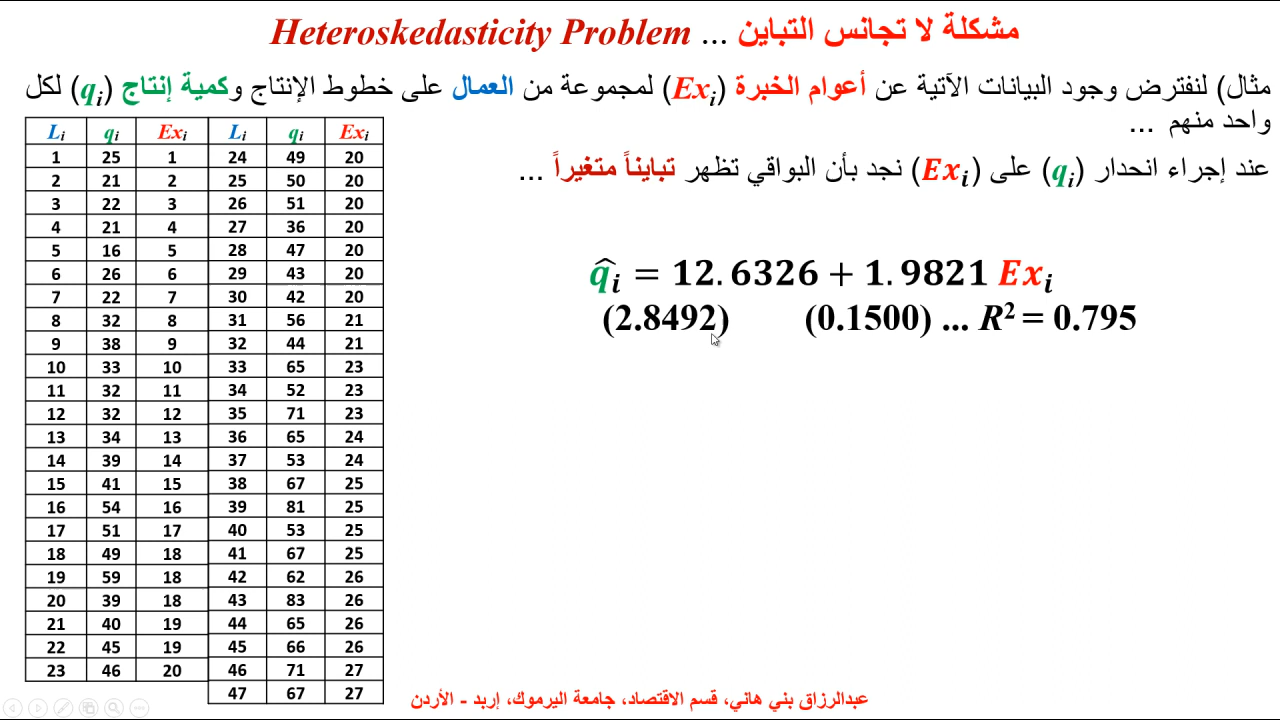 مشكلة لا تجانس التباين ... Heteroskedasticity Problem
مثال) لنفترض وجود البيانات الآتية عن أعوام الخبرة (Exi) لمجموعة من العمال على خطوط الإنتاج وكمية إنتاج (qi) لكل
واحد منهم ...
عند إجراء انحدار (qi) على (Exi) نجد بأن البواقي تظهر تبايناً متغيراً ...
q̂i = 12.6326 + 1.9821 Exi
(2.8492) (0.1500) ... R² = 0.795
Li qi Exi Li qi Exi
1 25 1 24 49 20
2 21 2 25 50 20
3 22 3 26 51 20
4 21 4 27 36 20
5 16 5 28 47 20
6 26 6 29 43 20
7 22 7 30 42 20
8 32 8 31 56 21
9 38 9 32 44 21
10 33 10 33 65 23
11 32 11 34 52 23
12 32 12 35 71 23
13 34 13 36 65 24
14 39 14 37 53 24
15 41 15 38 67 25
16 54 16 39 81 25
17 51 17 40 53 25
18 49 18 41 67 25
19 59 18 42 62 26
20 39 18 43 83 26
21 40 19 44 65 26
22 45 19 45 66 26
23 46 20 46 71 27
47 67 27
عبدالرزاق بني هاني، قسم الاقتصاد، جامعة اليرموك، إربد - الأردن